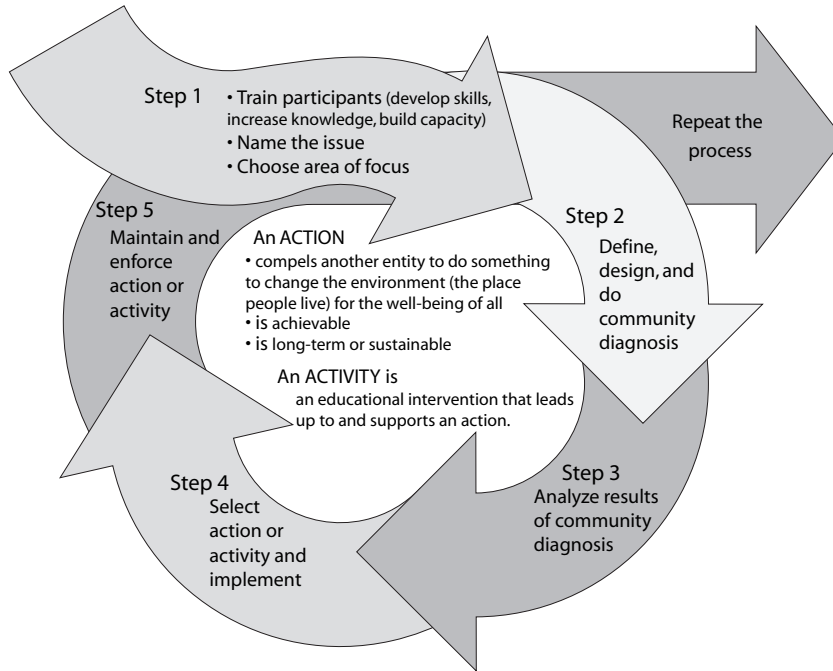 Step 1
• Train participants (develop skills,
increase knowledge, build capacity)
• Name the issue
• Choose area of focus
Repeat the
process
Step 2
Define,
design, and
do
community
diagnosis
Step 3
Analyze results
of community
diagnosis
Step 4
Select
action or
activity and
implement
Step 5
Maintain and
enforce
action or
activity
An ACTION
• compels another entity to do something
to change the environment (the place
people live) for the well-being of all
• is achievable
• is long-term or sustainable
An ACTIVITY is
an educational intervention that leads
up to and supports an action.